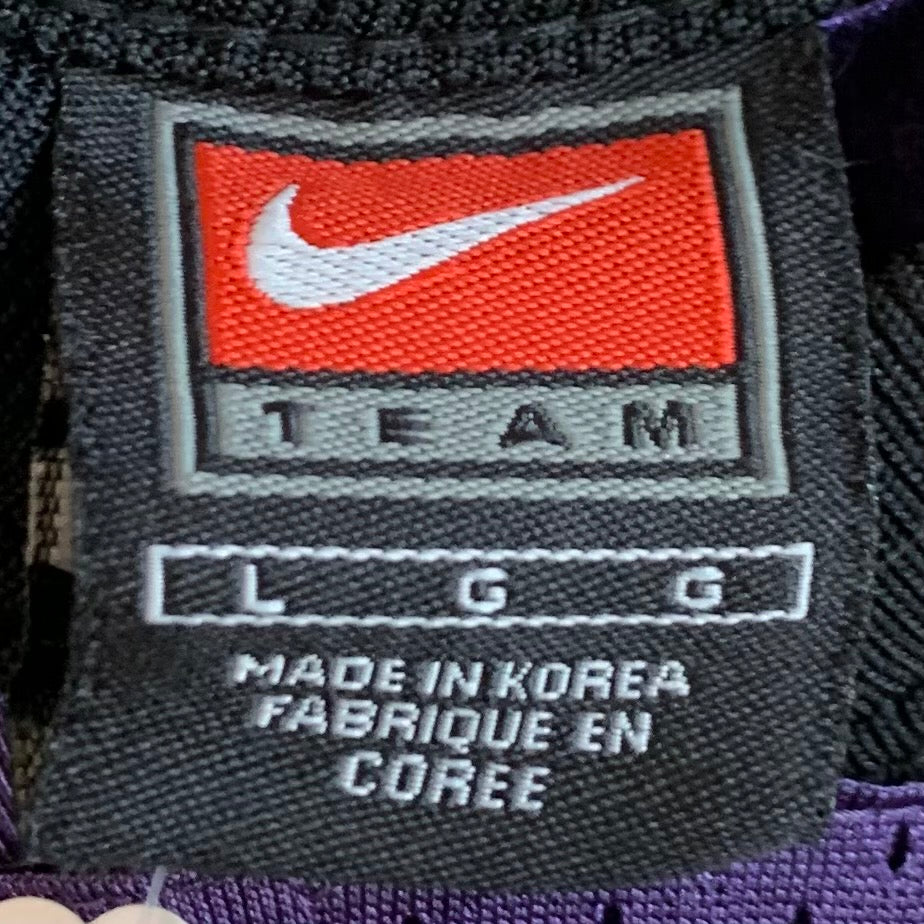 TEAM
L G G
MADE IN KOREA
FABRIQUE EN
COREE